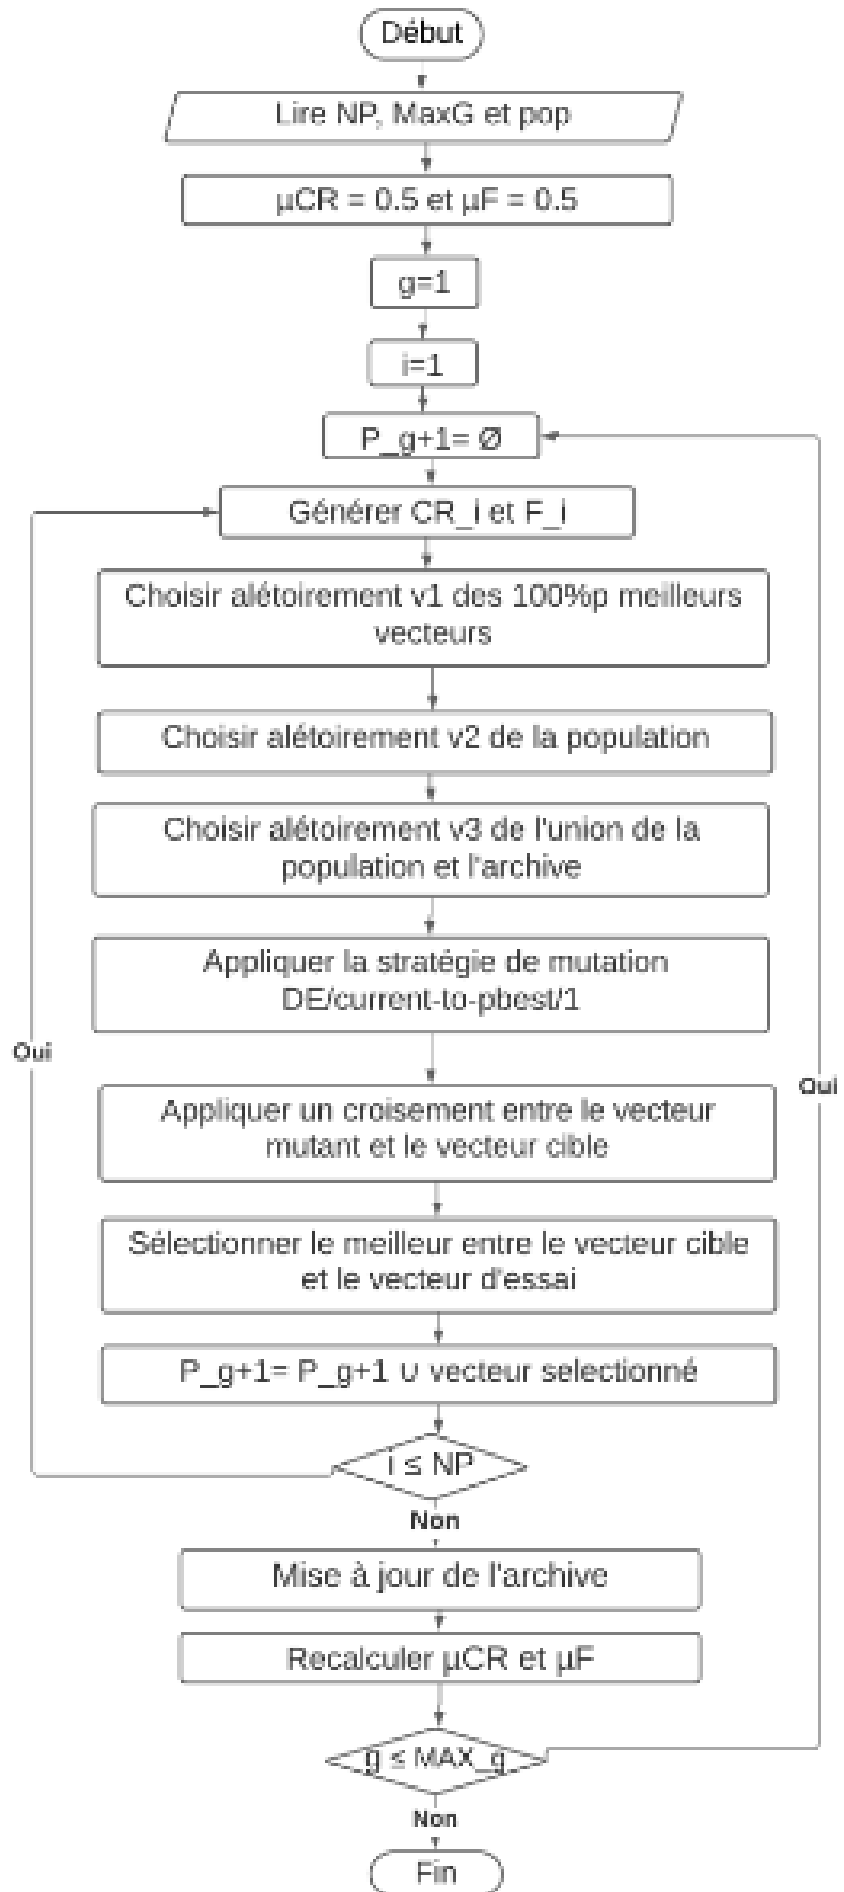 Début
Lire NP, MaxG et pop
µCR = 0.5 et µF = 0.5
g=1
i=1
P_g+1= Ø
Générer CR_i et F_i
Choisir alétoirement v1 des 100%p meilleurs
vecteurs
Choisir alétoirement v2 de la population
Choisir alétoirement v3 de l'union de la
population et l'archive
Appliquer la stratégie de mutation
DE/current-to-pbest/1
Oui
Oui
Appliquer un croisement entre le vecteur
mutant et le vecteur cible
Sélectionner le meilleur entre le vecteur cible
et le vecteur d'essai
P_g+1= P_g+1 ∪ vecteur selectionné
i ≤ NP
Non
Mise à jour de l'archive
Recalculer µCR et µF
g ≤ MAX_g
Non
Fin